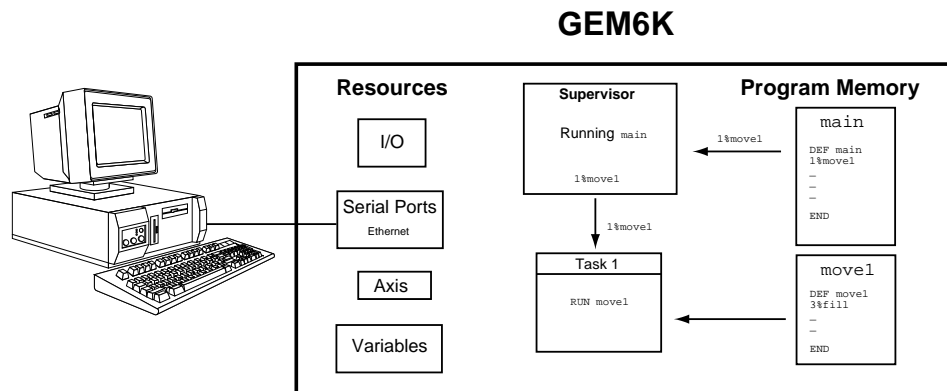 GEM6K
Resources
I/O
Serial Ports
Ethernet
Axis
Variables
Supervisor
Running main
1%move1
1%move1
Task 1
RUN move1
Program Memory
1%move1
main
DEF main
1%move1
_
_
_
END
move1
DEF move1
3%fill
_
_
END